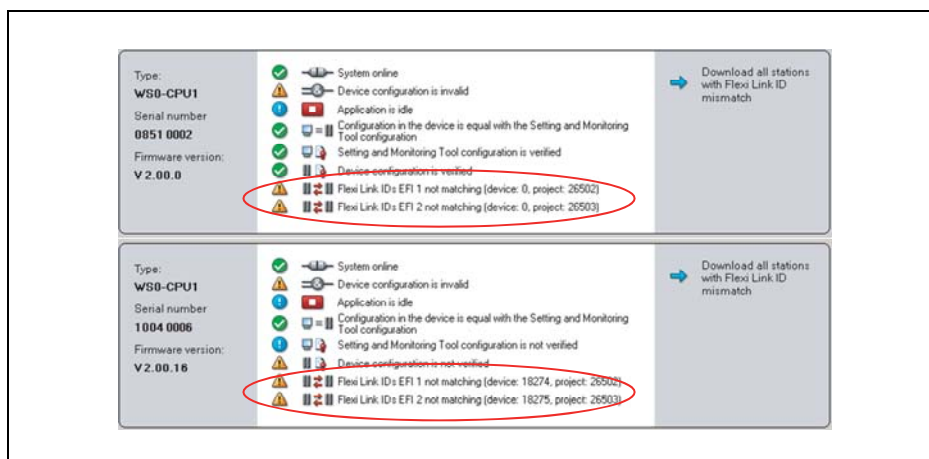 Type:
WS0-CPU1
Serial number
0851 0002
Firmware version:
V 2.00.0
System online
Device configuration is invalid
Application is idle
Configuration in the device is equal with the Setting and Monitoring
Tool configuration
Setting and Monitoring Tool configuration is verified
Device configuration is verified
Flexi Link IDs EFI 1 not matching (device: 0, project: 26502)
Flexi Link IDs EFI 2 not matching (device: 0, project: 26503)
Download all stations
with Flexi Link ID
mismatch
Type:
WS0-CPU1
Serial number
1004 0006
Firmware version:
V 2.00.16
System online
Device configuration is invalid
Application is idle
Configuration in the device is equal with the Setting and Monitoring
Tool configuration
Setting and Monitoring Tool configuration is not verified
Device configuration is not verified
Flexi Link IDs EFI 1 not matching (device: 18274, project: 26502)
Flexi Link IDs EFI 2 not matching (device: 18275, project: 26503)
Download all stations
with Flexi Link ID
mismatch